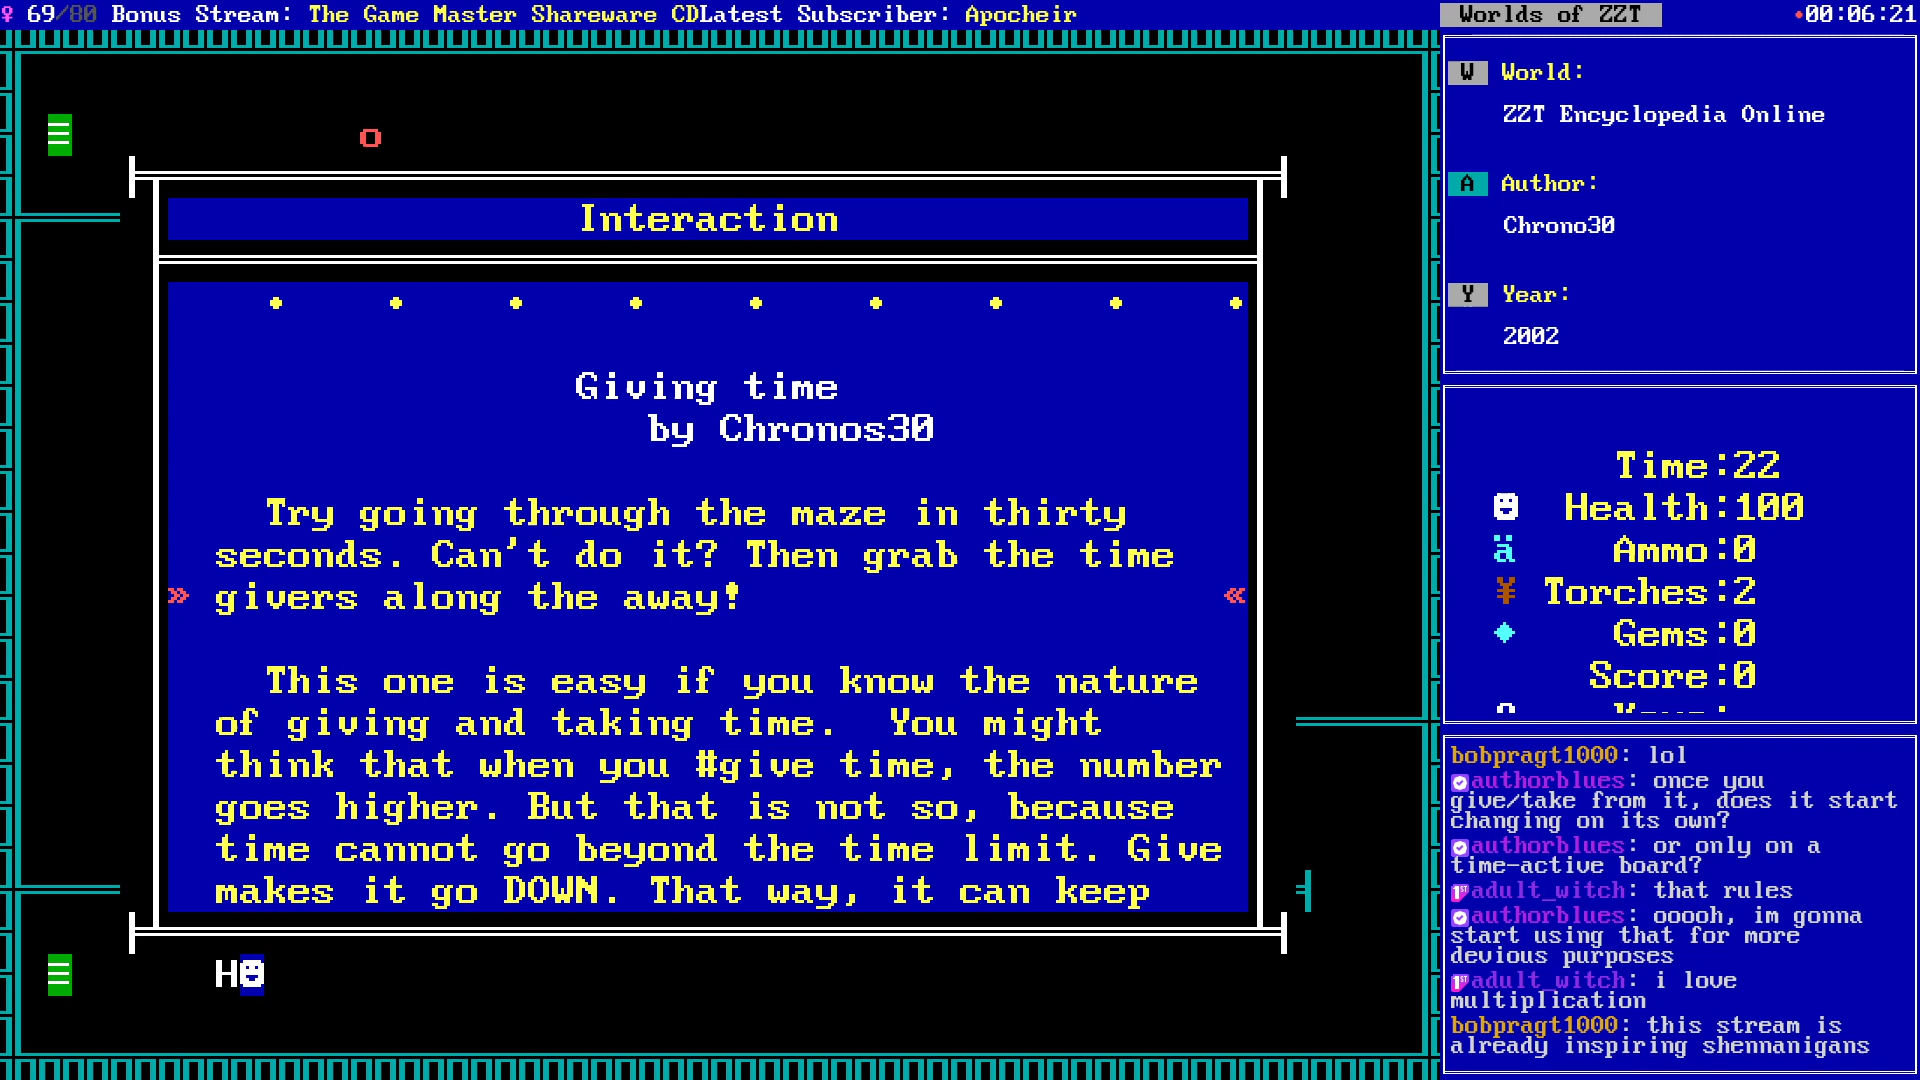 ♀ 69/80 Bonus Stream: The Game Master Shareware CDLatest Subscriber: Apocheir
Worlds of ZZT
•00:06:21
Interaction
Giving time
by Chronos30
Try going through the maze in thirty
seconds. Can't do it? Then grab the time
» givers along the away! «
This one is easy if you know the nature
of giving and taking time.  You might
think that when you #give time, the number
goes higher. But that is not so, because
time cannot go beyond the time limit. Give
makes it go DOWN. That way, it can keep
H
W World:
ZZT Encyclopedia Online
A Author:
Chrono30
Y Year:
2002
Time:22
Health:100
ä Ammo:0
¥ Torches:2
♦ Gems:0
Score:0
bobpragt1000: lol
authorblues: once you
give/take from it, does it start
changing on its own?
authorblues: or only on a
time-active board?
adult_witch: that rules
authorblues: ooooh, im gonna
start using that for more
devious purposes
adult_witch: i love
multiplication
bobpragt1000: this stream is
already inspiring shennanigans